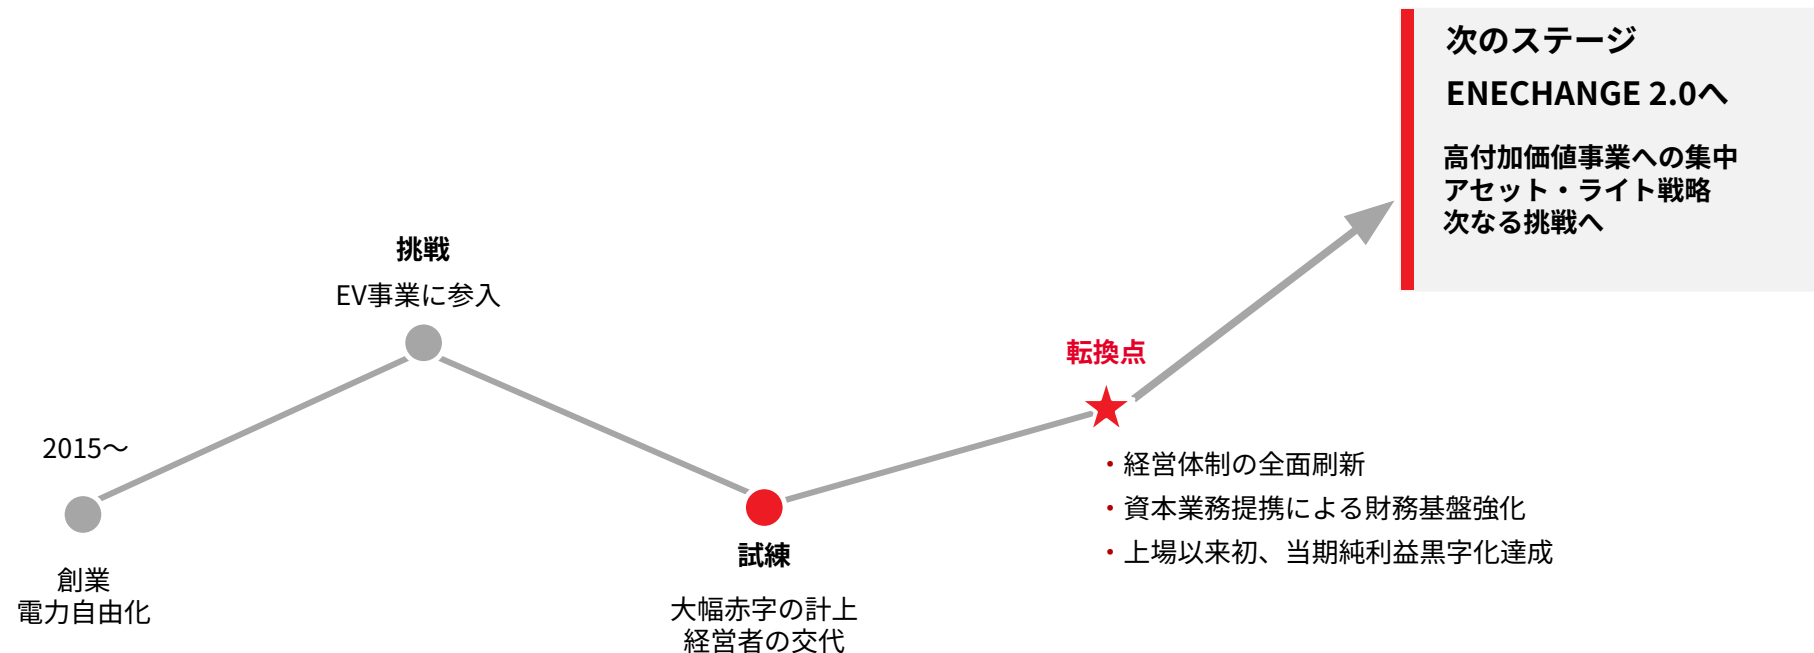 2015～
創業
電力自由化
挑戦
EV事業に参入
試練
大幅赤字の計上
経営者の交代
転換点
・経営体制の全面刷新
・資本業務提携による財務基盤強化
・上場以来初、当期純利益黒字化達成
次のステージ
ENECHANGE 2.0へ
高付加価値事業への集中
アセット・ライト戦略
次なる挑戦へ